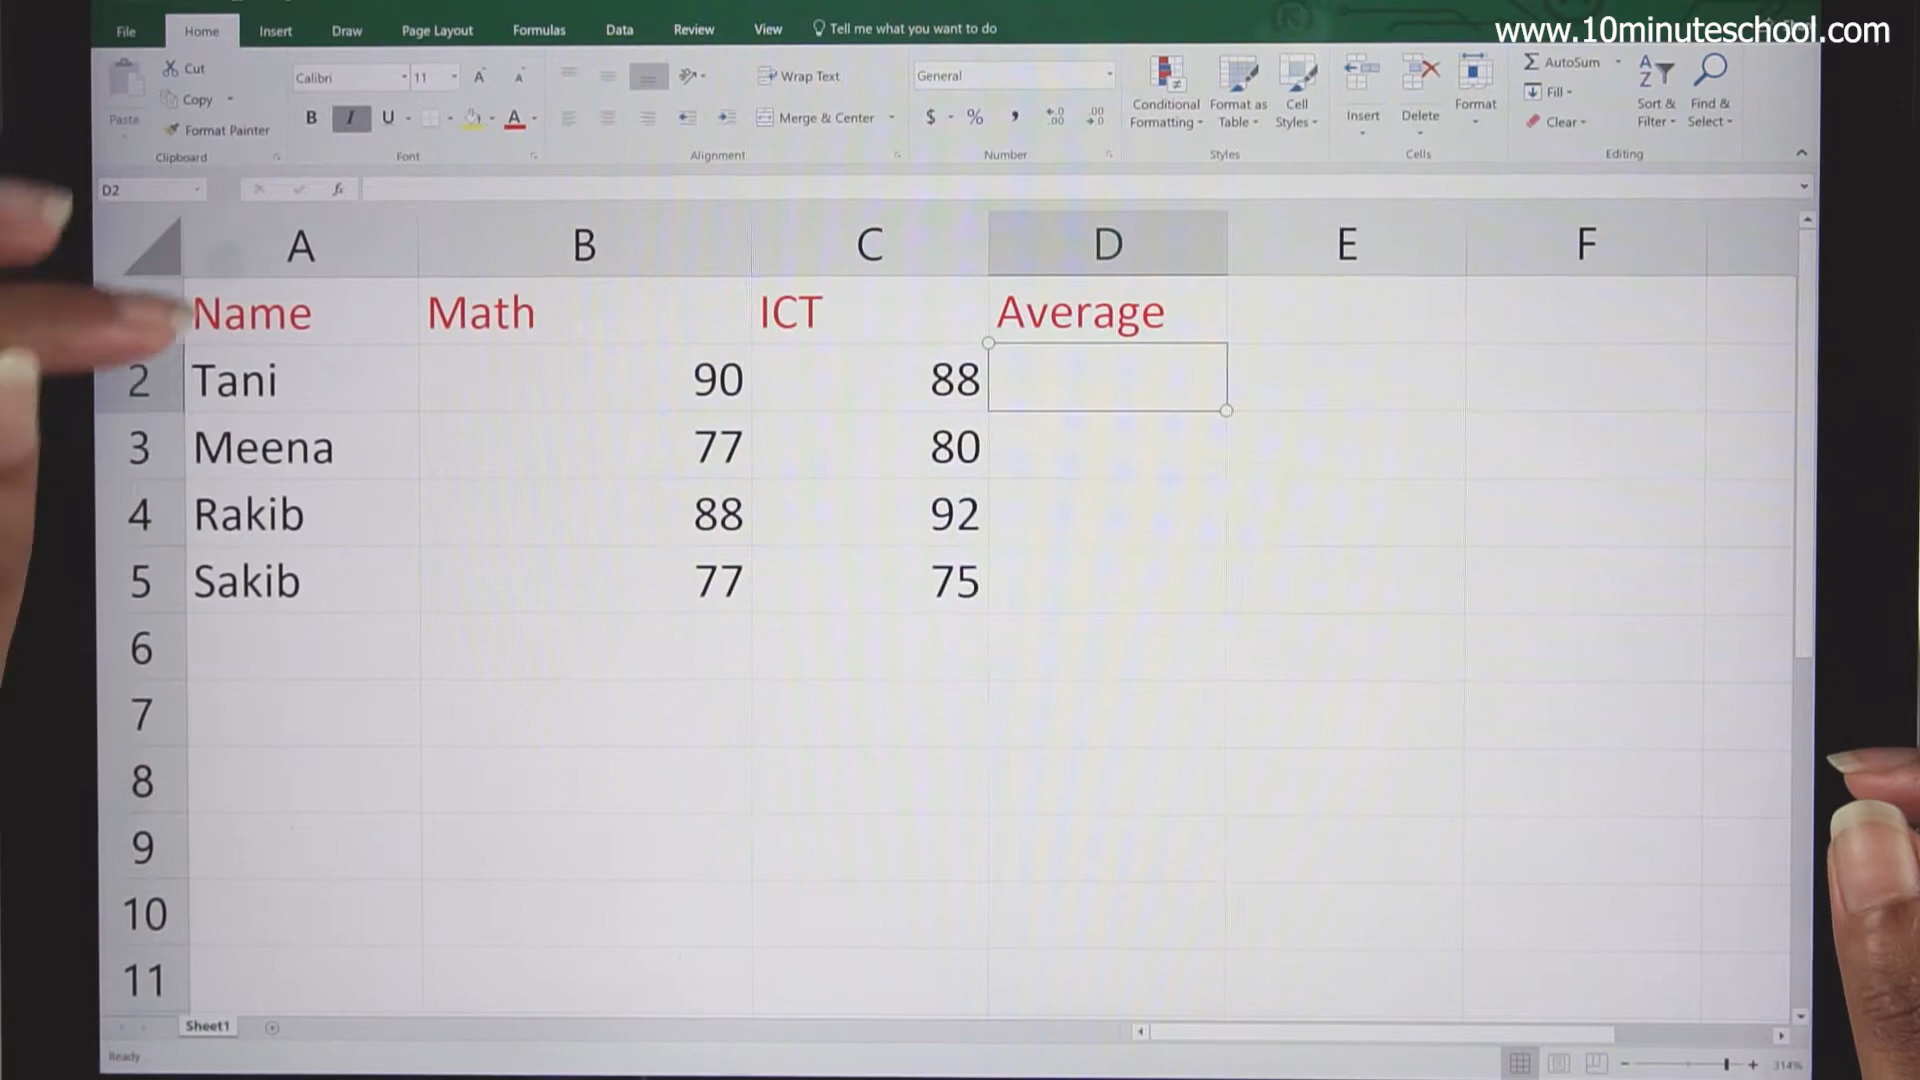 www.10minuteschool.com
File Home Insert Draw Page Layout Formulas Data Review View Tell me what you want to do
Cut
Copy
Format Painter
Paste
Clipboard
Calibri 11
B I U
Font
Wrap Text
Merge & Center
Alignment
General
$ % ,
Number
Conditional Formatting
Format as Table
Cell Styles
Styles
Insert Delete Format
Cells
AutoSum
Fill
Clear
Sort & Filter
Find & Select
Editing
D2 fx
A B C D E F
Name Math ICT Average
2 Tani 90 88
3 Meena 77 80
4 Rakib 88 92
5 Sakib 77 75
6
7
8
9
10
11
Sheet1
Ready 314%